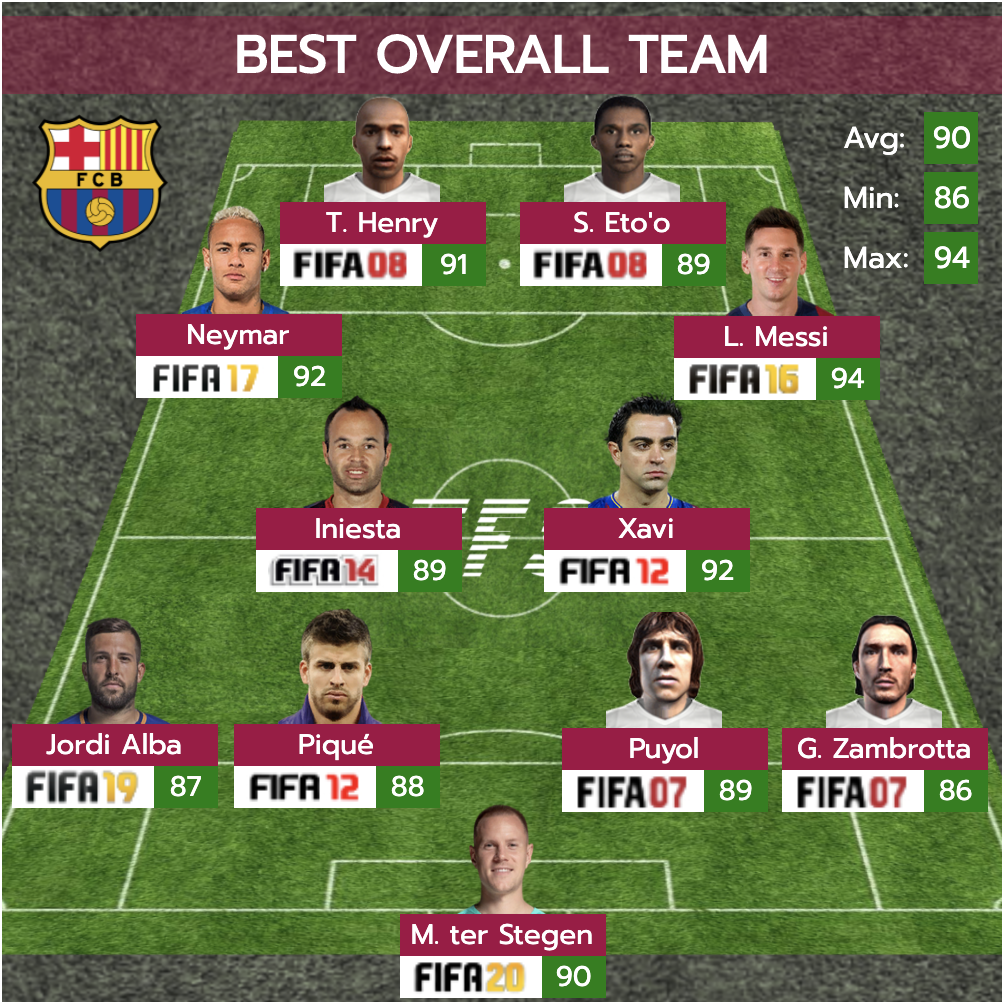 BEST OVERALL TEAM
FCB
Avg: 90
Min: 86
Max: 94
T. Henry
FIFA 08 91
S. Eto'o
FIFA 08 89
Neymar
FIFA 17 92
L. Messi
FIFA 16 94
Iniesta
FIFA 14 89
Xavi
FIFA 12 92
Jordi Alba
FIFA 19 87
Piqué
FIFA 12 88
Puyol
FIFA 07 89
G. Zambrotta
FIFA 07 86
M. ter Stegen
FIFA 20 90